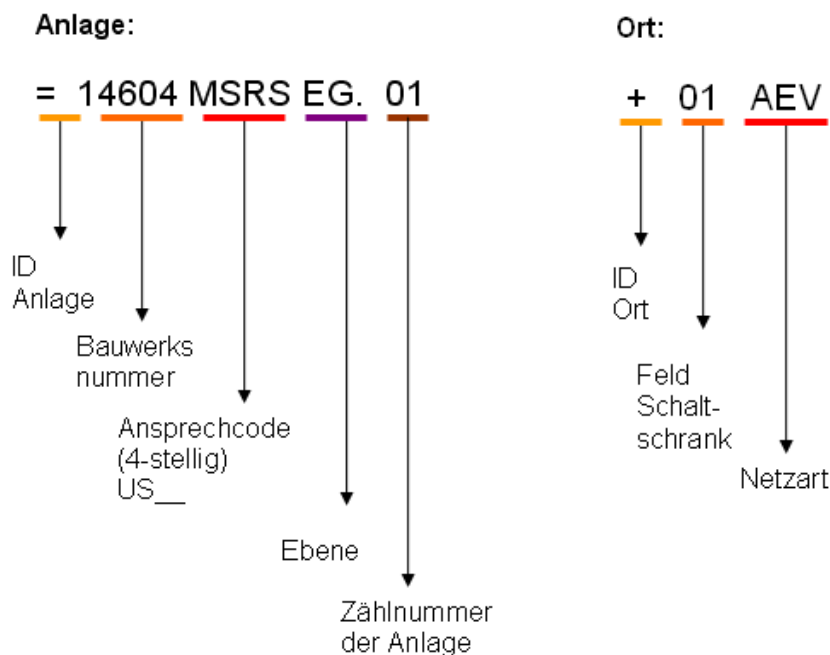 Anlage:
= 14604 MSRS EG. 01
ID
Anlage
Bauwerks
nummer
Ansprechcode
(4-stellig)
US__
Ebene
Zählnummer
der Anlage
Ort:
+ 01 AEV
ID
Ort
Feld
Schalt-
schrank
Netzart